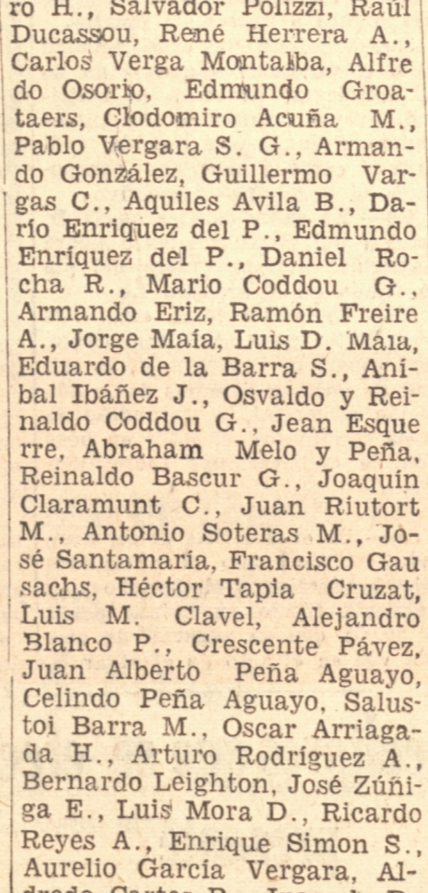 ro H., Salvador Polizzi, Raúl
Ducassou, René Herrera A.,
Carlos Verga Montalba, Alfre
do Osorio, Edmundo Groa-
taers, Clodomiro Acuña M.,
Pablo Vergara S. G., Arman-
do González, Guillermo Var-
gas C., Aquiles Avila B., Da-
río Enriquez del P., Edmundo
Enríquez del P., Daniel Ro-
cha R., Mario Coddou G.,
Armando Eriz, Ramón Freire
A., Jorge Maía, Luis D. Maia,
Eduardo de la Barra S., Aní-
bal Ibáñez J., Osvaldo y Rei-
naldo Coddou G., Jean Esque
rre, Abraham Melo y Peña,
Reinaldo Bascur G., Joaquín
Claramunt C., Juan Riutort
M., Antonio Soteras M., Jo-
sé Santamaría, Francisco Gau
sachs, Héctor Tapia Cruzat,
Luis M. Clavel, Alejandro
Blanco P., Crescente Pávez,
Juan Alberto Peña Aguayo,
Celindo Peña Aguayo, Salus-
toi Barra M., Oscar Arriaga-
da H., Arturo Rodríguez A.,
Bernardo Leighton, José Zúñi-
ga E., Luis Mora D., Ricardo
Reyes A., Enrique Simon S.,
Aurelio García Vergara, Al-